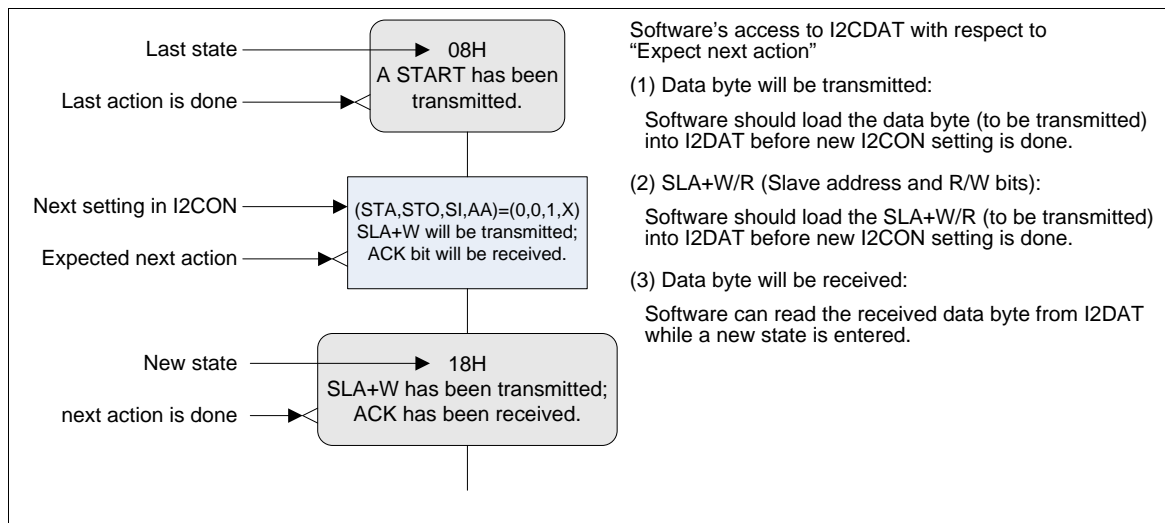 Last state
08H
A START has been
transmitted.
Last action is done
Next setting in I2CON
(STA,STO,SI,AA)=(0,0,1,X)
SLA+W will be transmitted;
ACK bit will be received.
Expected next action
New state
18H
SLA+W has been transmitted;
ACK has been received.
next action is done
Software’s access to I2CDAT with respect to
“Expect next action”
(1) Data byte will be transmitted:
Software should load the data byte (to be transmitted)
into I2DAT before new I2CON setting is done.
(2) SLA+W/R (Slave address and R/W bits):
Software should load the SLA+W/R (to be transmitted)
into I2DAT before new I2CON setting is done.
(3) Data byte will be received:
Software can read the received data byte from I2DAT
while a new state is entered.